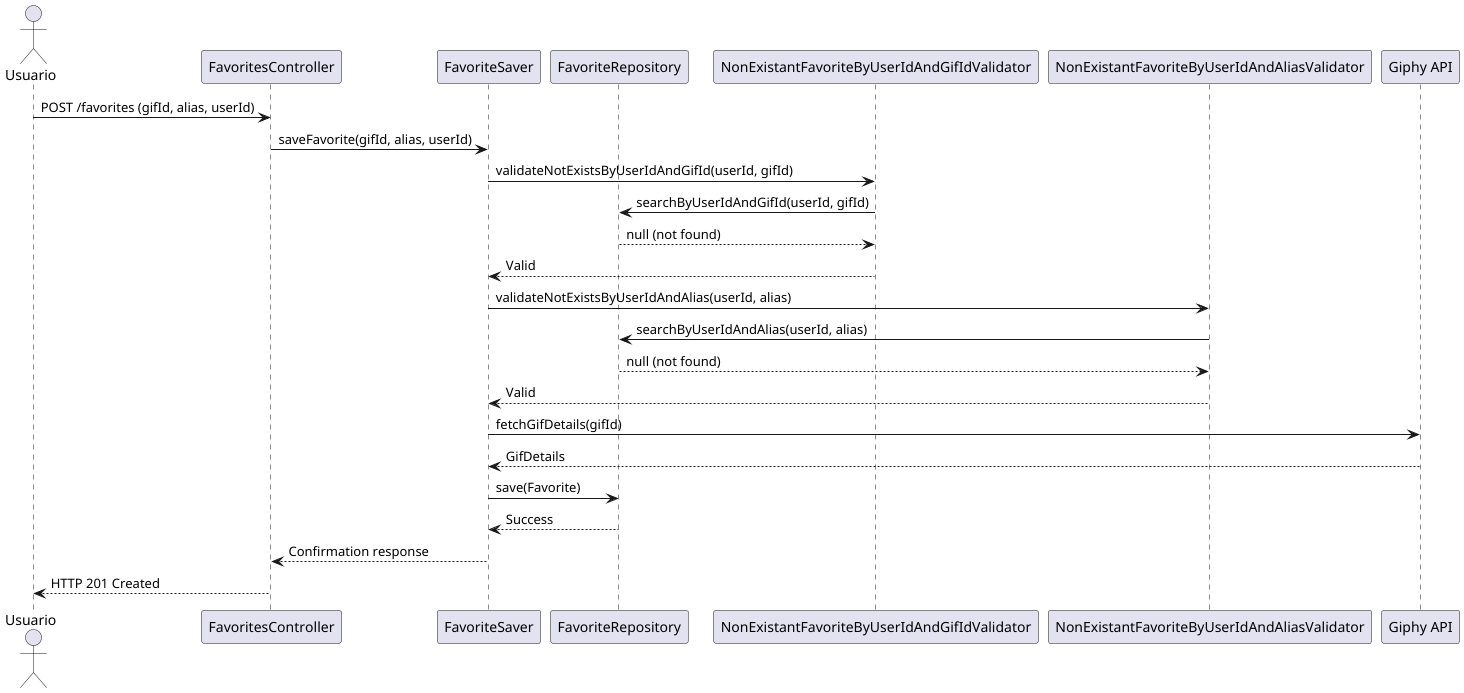 Usuario
FavoritesController
FavoriteSaver
FavoriteRepository
NonExistantFavoriteByUserIdAndGifIdValidator
NonExistantFavoriteByUserIdAndAliasValidator
Giphy API
POST /favorites (gifId, alias, userId)
saveFavorite(gifId, alias, userId)
validateNotExistsByUserIdAndGifId(userId, gifId)
searchByUserIdAndGifId(userId, gifId)
null (not found)
Valid
validateNotExistsByUserIdAndAlias(userId, alias)
searchByUserIdAndAlias(userId, alias)
null (not found)
Valid
fetchGifDetails(gifId)
GifDetails
save(Favorite)
Success
Confirmation response
HTTP 201 Created
Usuario
FavoritesController
FavoriteSaver
FavoriteRepository
NonExistantFavoriteByUserIdAndGifIdValidator
NonExistantFavoriteByUserIdAndAliasValidator
Giphy API